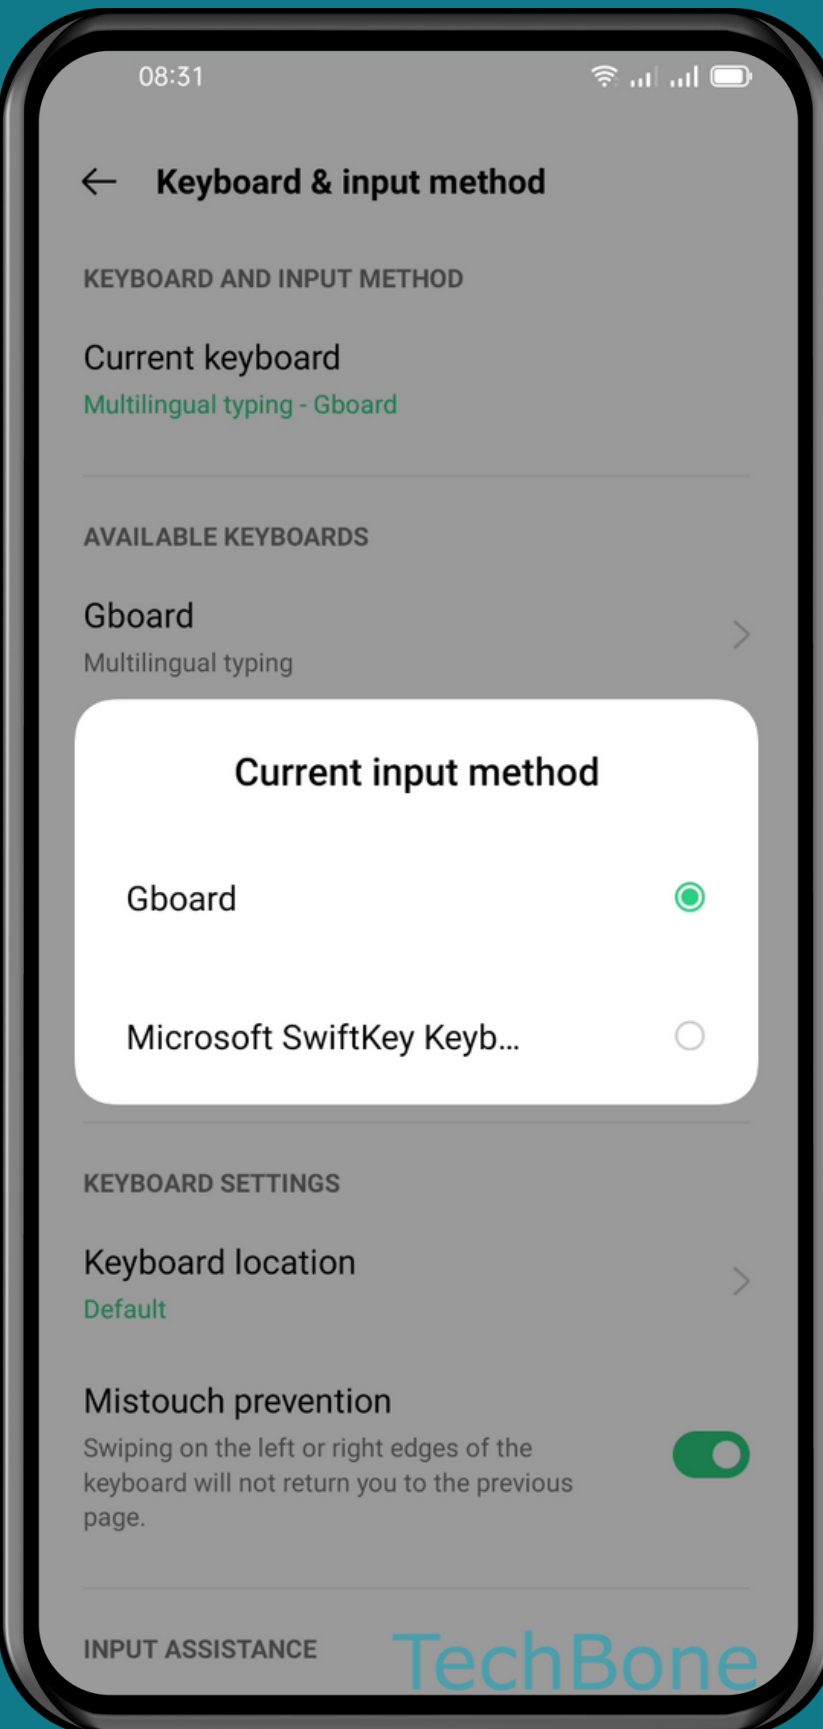 08:31
Keyboard & input method
KEYBOARD AND INPUT METHOD
Current keyboard
Multilingual typing - Gboard
AVAILABLE KEYBOARDS
Gboard
Multilingual typing
Current input method
Gboard
Microsoft SwiftKey Keyb...
KEYBOARD SETTINGS
Keyboard location
Default
Mistouch prevention
Swiping on the left or right edges of the
keyboard will not return you to the previous
page.
INPUT ASSISTANCE
TechBone